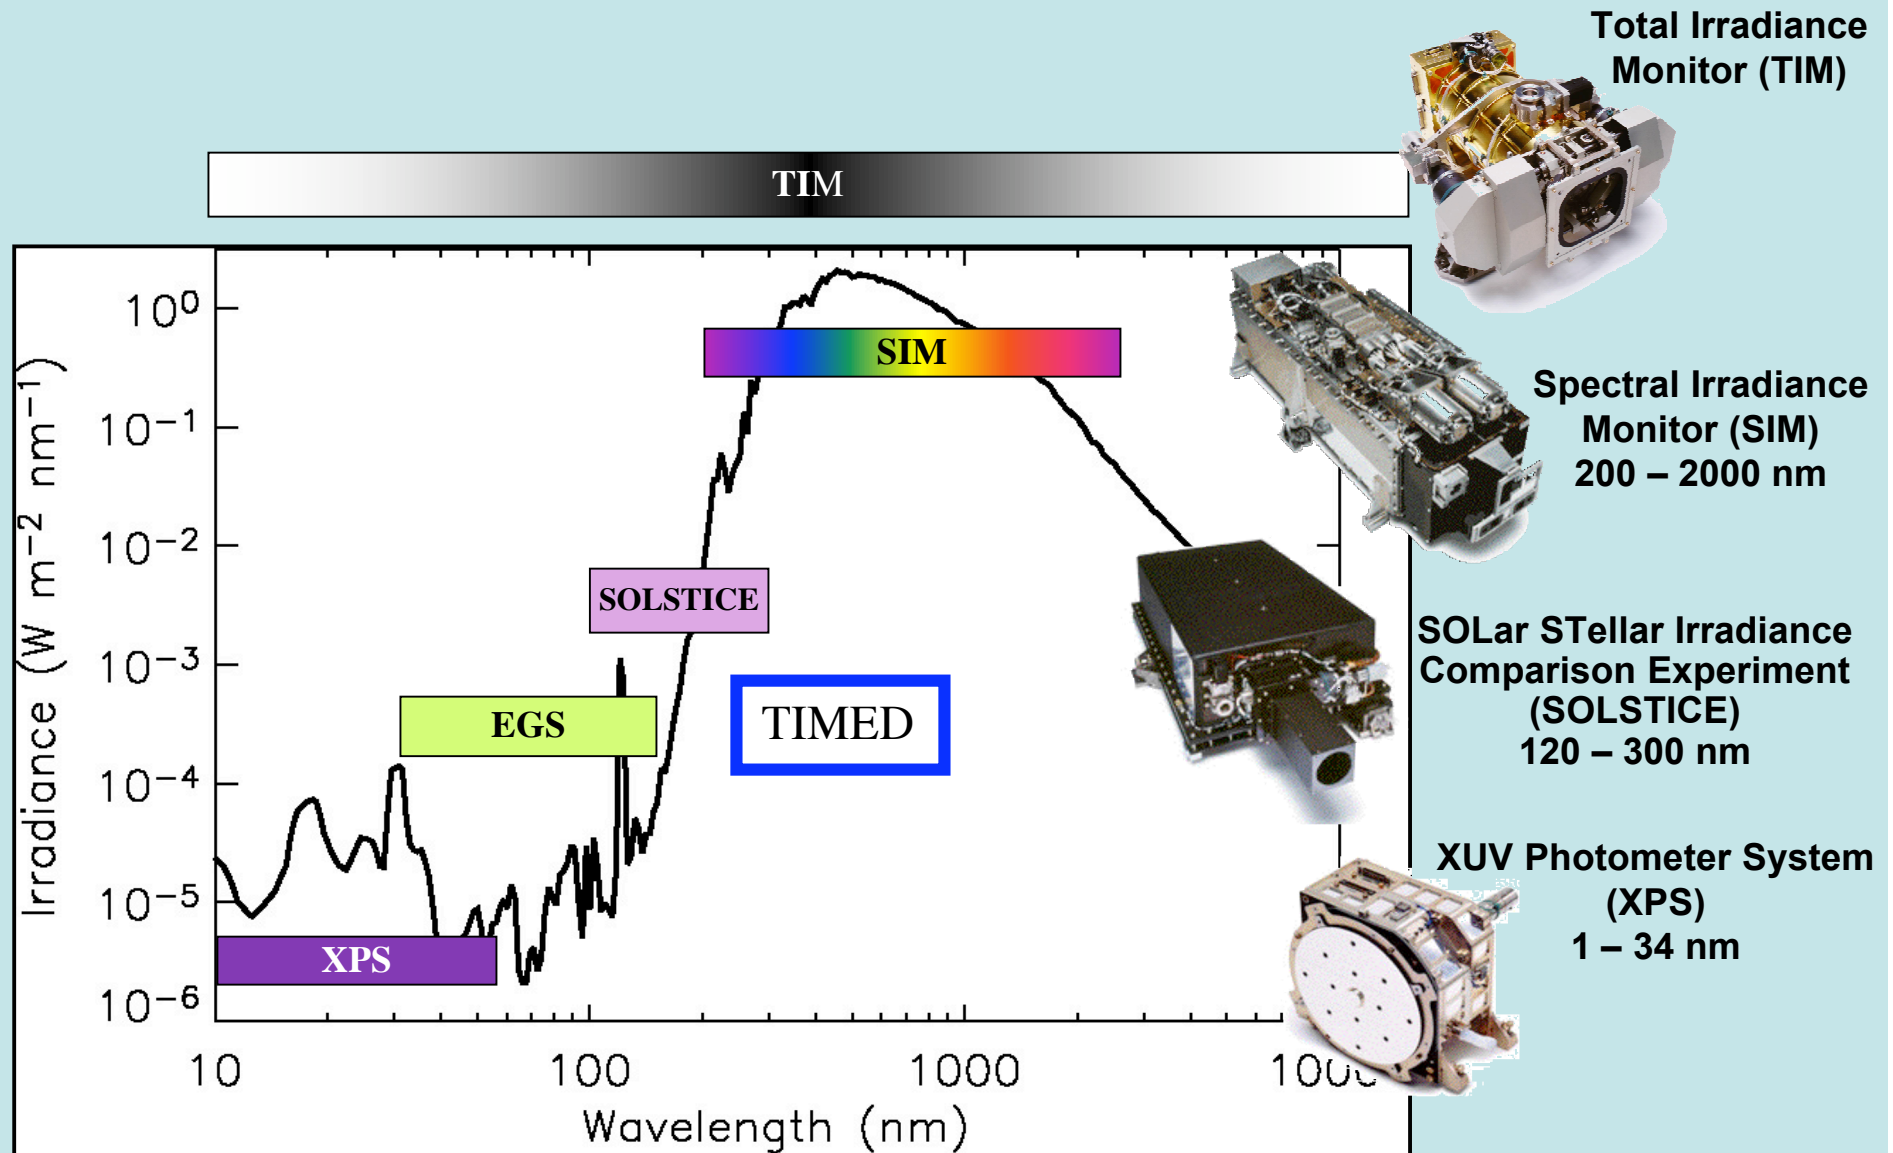 Total Irradiance
Monitor (TIM)
TIM
Irradiance (W m⁻² nm⁻¹)
10⁰
10⁻¹
10⁻²
10⁻³
10⁻⁴
10⁻⁵
10⁻⁶
SIM
SOLSTICE
EGS
TIMED
XPS
10
100
1000
Wavelength (nm)
Spectral Irradiance
Monitor (SIM)
200 – 2000 nm
SOLar STellar Irradiance
Comparison Experiment
(SOLSTICE)
120 – 300 nm
XUV Photometer System
(XPS)
1 – 34 nm